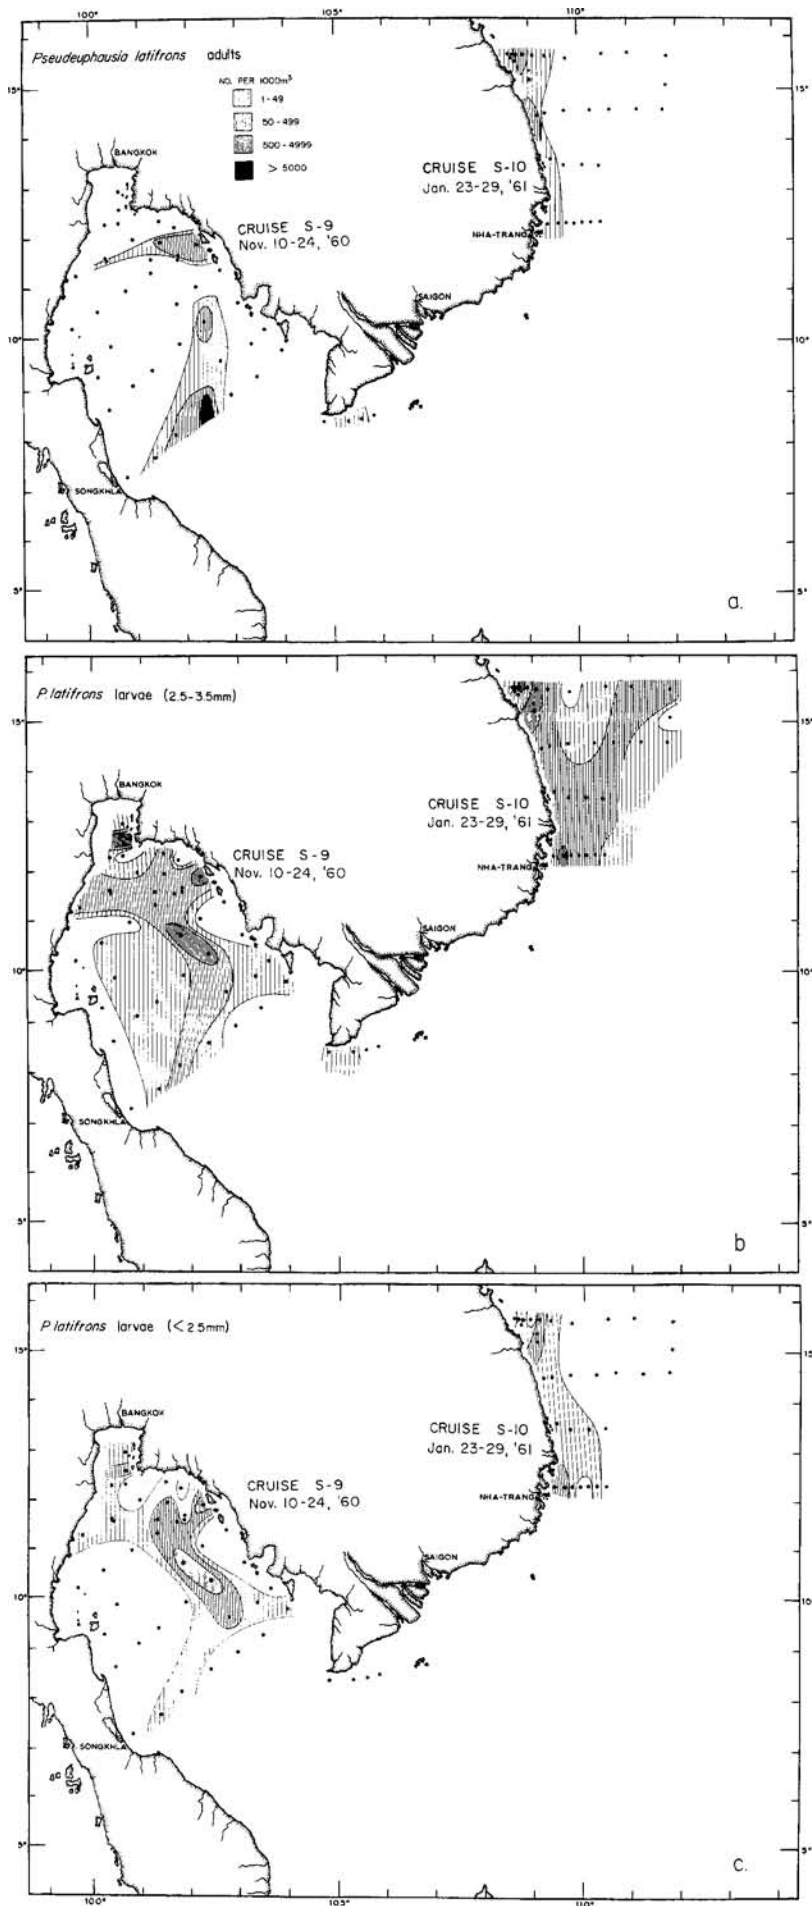 100°
105°
110°
Pseudeuphausia latifrons adults
NO. PER 1000m³
1-49
50-499
500-4999
> 5000
15°
BANGKOK
CRUISE S-10
Jan. 23-29, '61
CRUISE S-9
Nov. 10-24, '60
NHA-TRANG
SAIGON
10°
10°
SONGKHLA
5°
5°
a.
P. latifrons larvae (2.5-3.5mm)
15°
15°
BANGKOK
CRUISE S-10
Jan. 23-29, '61
CRUISE S-9
Nov. 10-24, '60
NHA-TRANG
SAIGON
10°
10°
SONGKHLA
5°
5°
b
P. latifrons larvae (< 2.5mm)
15°
15°
BANGKOK
CRUISE S-10
Jan. 23-29, '61
CRUISE S-9
Nov. 10-24, '60
NHA-TRANG
SAIGON
10°
10°
SONGKHLA
5°
5°
c.
100°
105°
110°